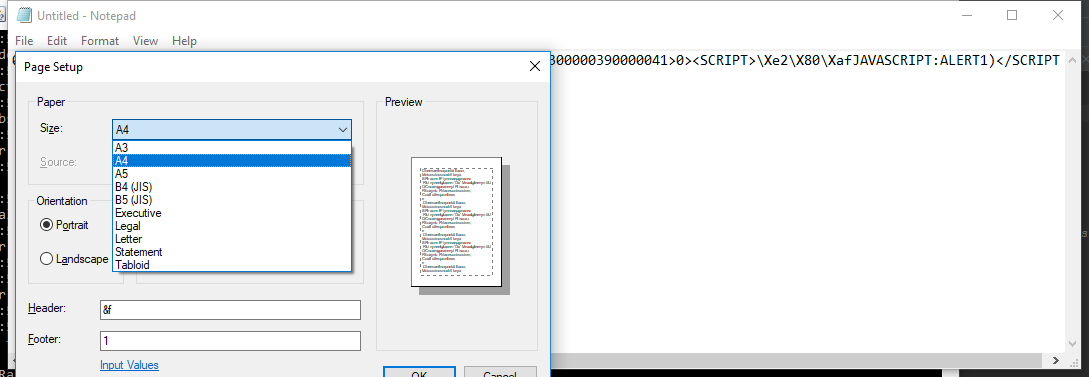 Untitled - Notepad
File Edit Format View Help
300000390000041>0><SCRIPT>\Xe2\X80\XafJAVASCRIPT:ALERT1)</SCRIPT
Page Setup
Paper
Size:
A4
A3
A4
A5
B4 (JIS)
B5 (JIS)
Executive
Legal
Letter
Statement
Tabloid
Source:
Orientation
Portrait
Landscape
Preview
Header:
&f
Footer:
1
Input Values
OK
Cancel